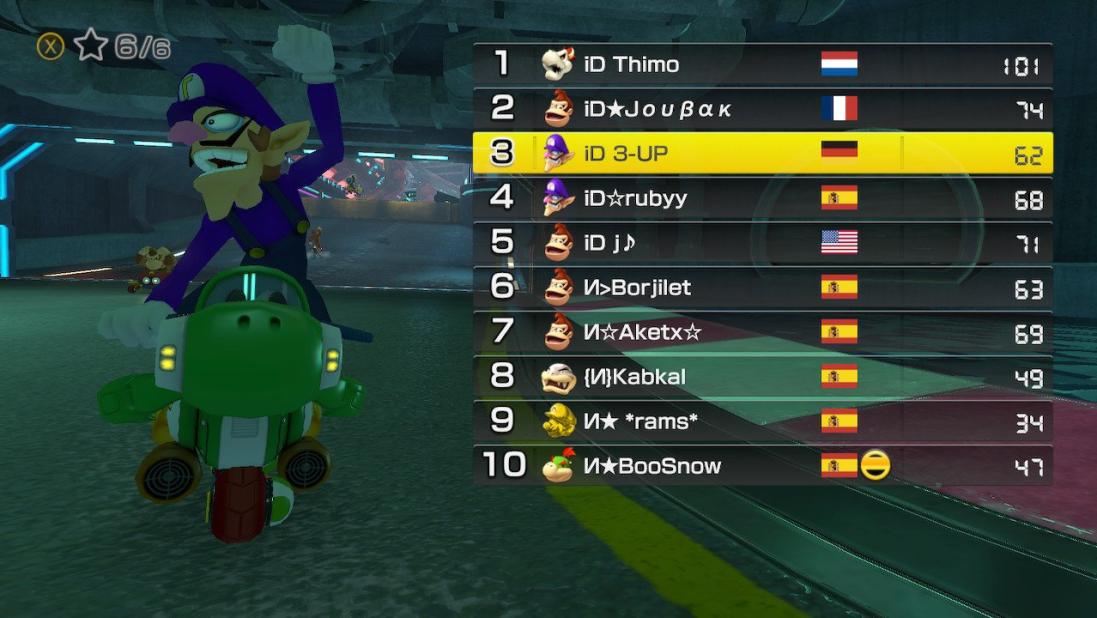 X ☆ 6/6
1 iD Thimo 101
2 iD★Jουβακ 74
3 iD 3-UP 62
4 iD☆rubyy 68
5 iD j♪ 71
6 И>Borjilet 63
7 И☆Aketx☆ 69
8 {И}Kabkal 49
9 И★ *rams* 34
10 И★BooSnow 47